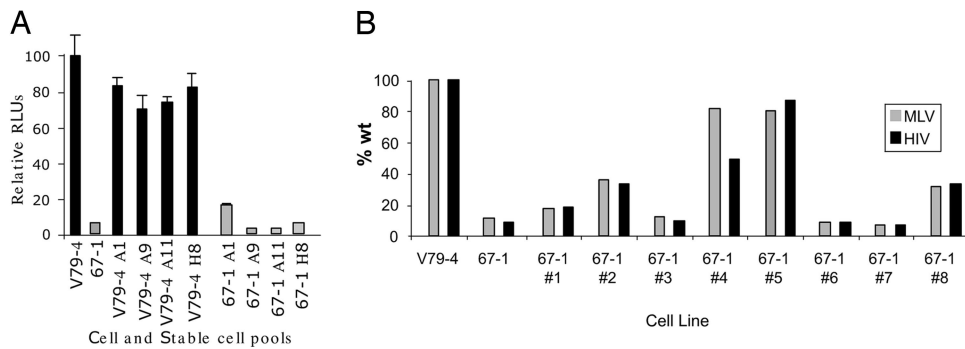 A
Relative RLUs
100
80
60
40
20
0
V79-4
67-1
V79-4 A1
V79-4 A9
V79-4 A11
V79-4 H8
67-1 A1
67-1 A9
67-1 A11
67-1 H8
Cell and Stable cell pools
B
% wt
100
80
60
40
20
0
MLV
HIV
V79-4 67-1 67-1 67-1 67-1 67-1 67-1 67-1 67-1 67-1
#1 #2 #3 #4 #5 #6 #7 #8
Cell Line